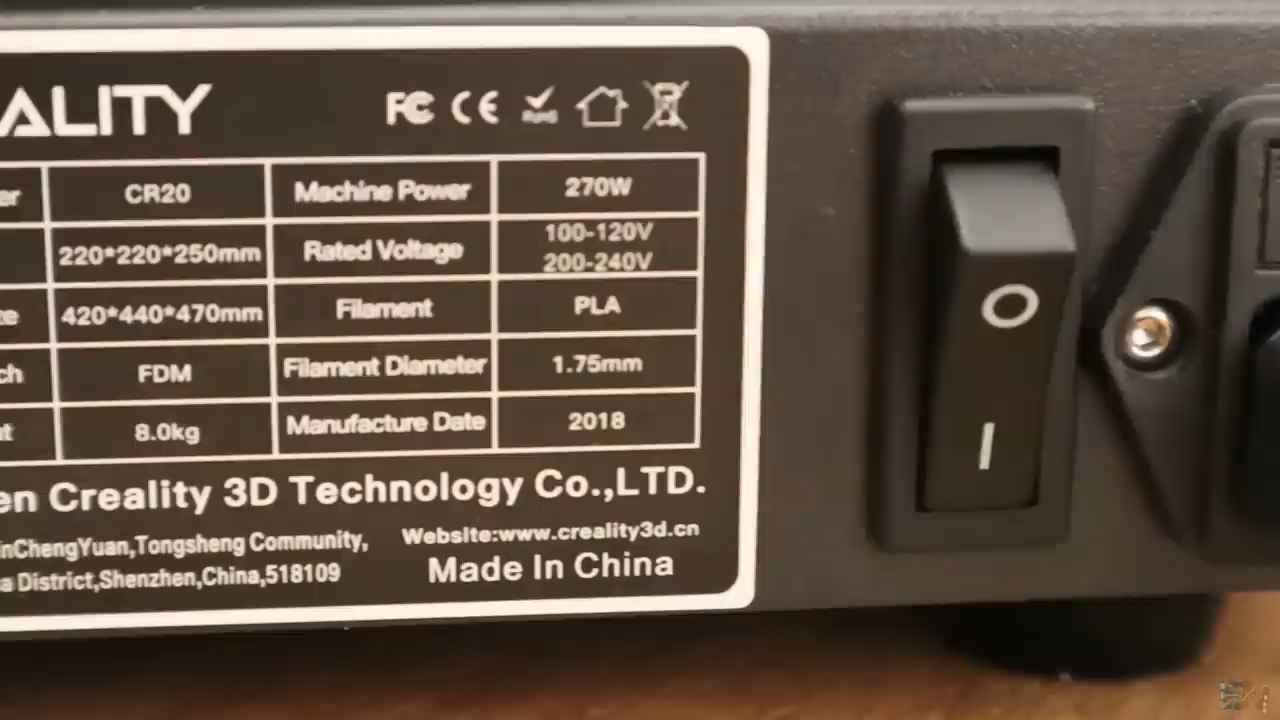 ALITY FC CE RoHS
er CR20 Machine Power 270W
220*220*250mm Rated Voltage 100-120V
200-240V
ze 420*440*470mm Filament PLA
ch FDM Filament Diameter 1.75mm
ht 8.0kg Manufacture Date 2018
en Creality 3D Technology Co.,LTD.
inChengYuan,Tongsheng Community, Website:www.creality3d.cn
a District,Shenzhen,China,518109 Made In China
O
I